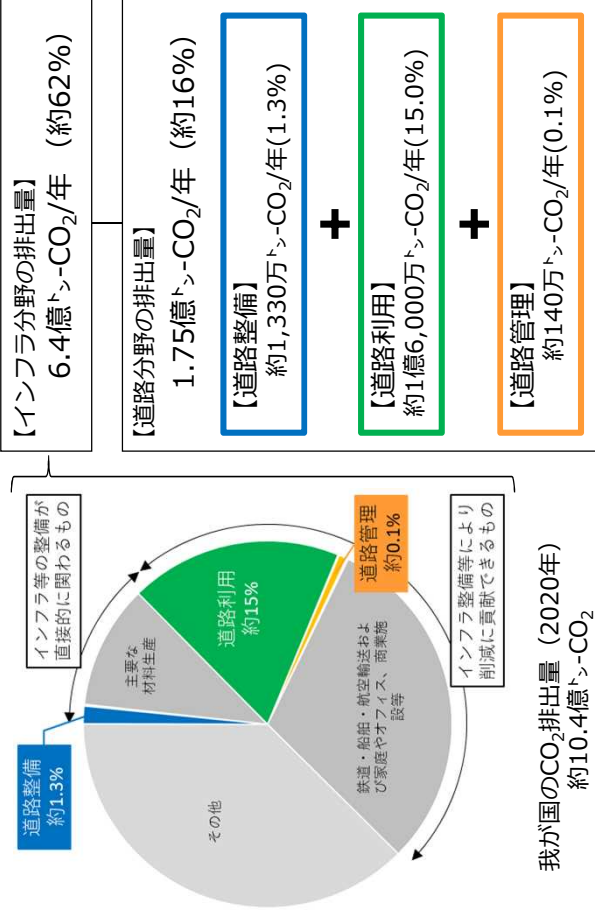 道路整備
約1.3%
インフラ等の整備が
直接的に関わるもの
主要な
材料生産
道路利用
約15%
道路管理
約0.1%
その他
鉄道・船舶・航空輸送およ
び家庭やオフィス、商業施
設等
インフラ整備等により
削減に貢献できるもの
我が国のCO₂排出量（2020年）
約10.4億㌧-CO₂
【インフラ分野の排出量】
6.4億㌧-CO₂/年 （約62%）
【道路分野の排出量】
1.75億㌧-CO₂/年 （約16%）
【道路整備】
約1,330万㌧-CO₂/年(1.3%)
+
【道路利用】
約1億6,000万㌧-CO₂/年(15.0%)
+
【道路管理】
約140万㌧-CO₂/年(0.1%)